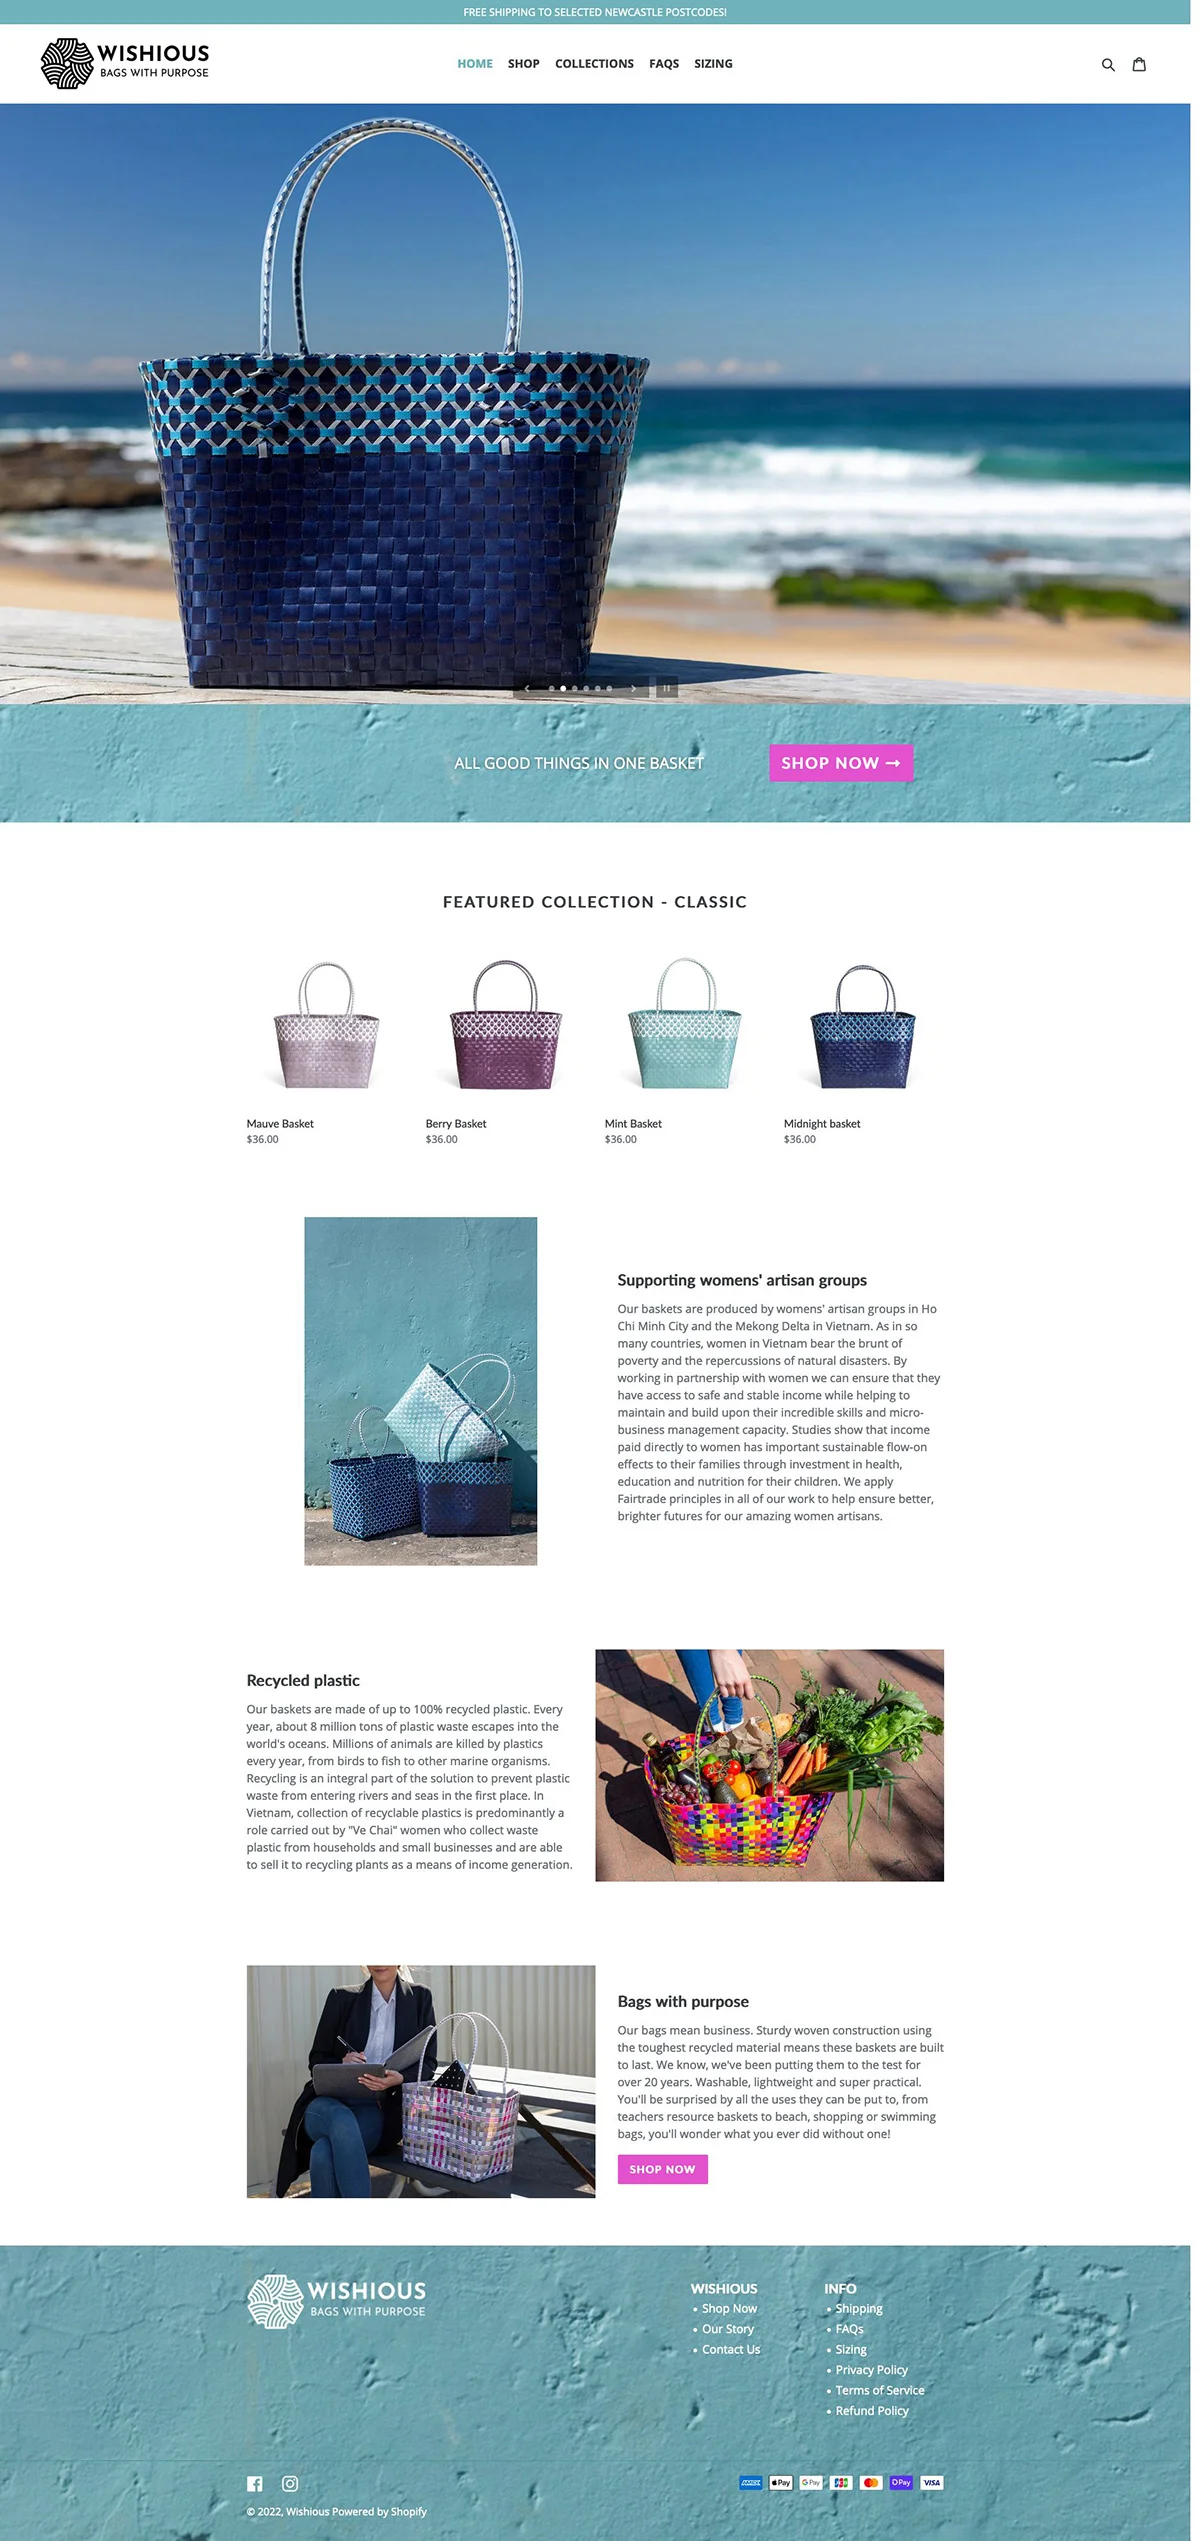 FREE SHIPPING TO SELECTED NEWCASTLE POSTCODES!
WISHIOUS
BAGS WITH PURPOSE
HOME SHOP COLLECTIONS FAQS SIZING
ALL GOOD THINGS IN ONE BASKET
SHOP NOW →
FEATURED COLLECTION - CLASSIC
Mauve Basket
$36.00
Berry Basket
$36.00
Mint Basket
$36.00
Midnight basket
$36.00
Supporting womens' artisan groups
Our baskets are produced by womens' artisan groups in Ho
Chi Minh City and the Mekong Delta in Vietnam. As in so
many countries, women in Vietnam bear the brunt of
poverty and the repercussions of natural disasters. By
working in partnership with women we can ensure that they
have access to safe and stable income while helping to
maintain and build upon their incredible skills and micro-
business management capacity. Studies show that income
paid directly to women has important sustainable flow-on
effects to their families through investment in health,
education and nutrition for their children. We apply
Fairtrade principles in all of our work to help ensure better,
brighter futures for our amazing women artisans.
Recycled plastic
Our baskets are made of up to 100% recycled plastic. Every
year, about 8 million tons of plastic waste escapes into the
world's oceans. Millions of animals are killed by plastics
every year, from birds to fish to other marine organisms.
Recycling is an integral part of the solution to prevent plastic
waste from entering rivers and seas in the first place. In
Vietnam, collection of recyclable plastics is predominantly a
role carried out by "Ve Chai" women who collect waste
plastic from households and small businesses and are able
to sell it to recycling plants as a means of income generation.
Bags with purpose
Our bags mean business. Sturdy woven construction using
the toughest recycled material means these baskets are built
to last. We know, we've been putting them to the test for
over 20 years. Washable, lightweight and super practical.
You'll be surprised by all the uses they can be put to, from
teachers resource baskets to beach, shopping or swimming
bags, you'll wonder what you ever did without one!
SHOP NOW
WISHIOUS
BAGS WITH PURPOSE
WISHIOUS
• Shop Now
• Our Story
• Contact Us
INFO
• Shipping
• FAQs
• Sizing
• Privacy Policy
• Terms of Service
• Refund Policy
AMEX Pay G Pay JCB OPay VISA
© 2022, Wishious Powered by Shopify